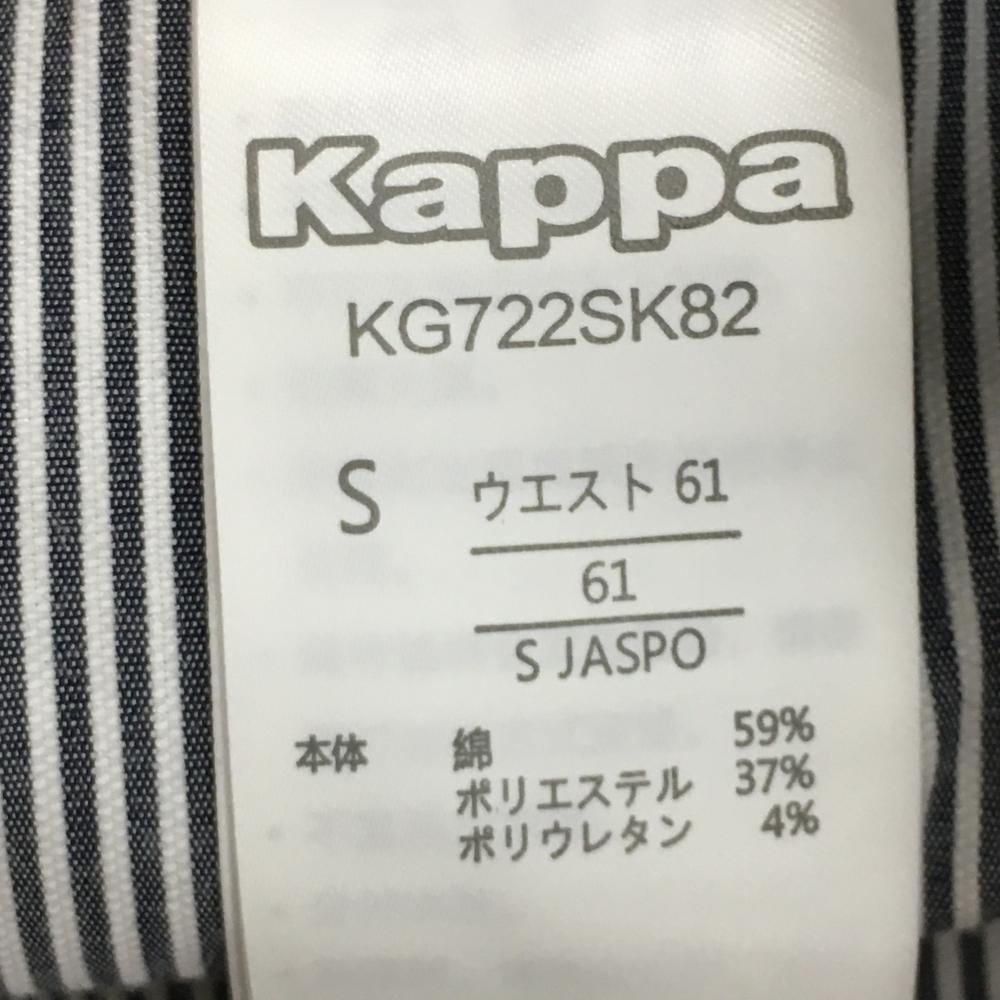 Kappa
KG722SK82
S ウエスト 61
61
S JASPO
本体 綿 59%
ポリエステル 37%
ポリウレタン 4%